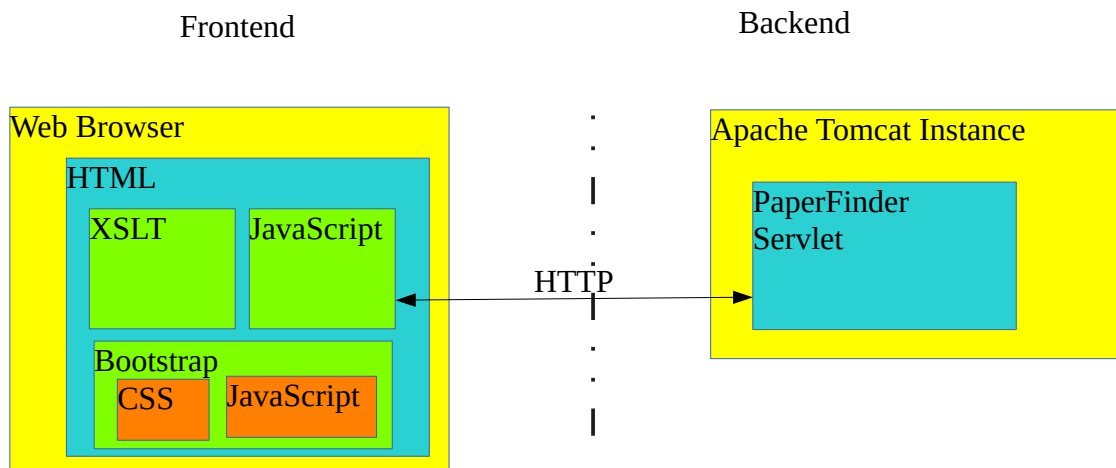 Frontend
Backend
Web Browser
Apache Tomcat Instance
HTML
PaperFinder
Servlet
XSLT
JavaScript
HTTP
Bootstrap
CSS
JavaScript